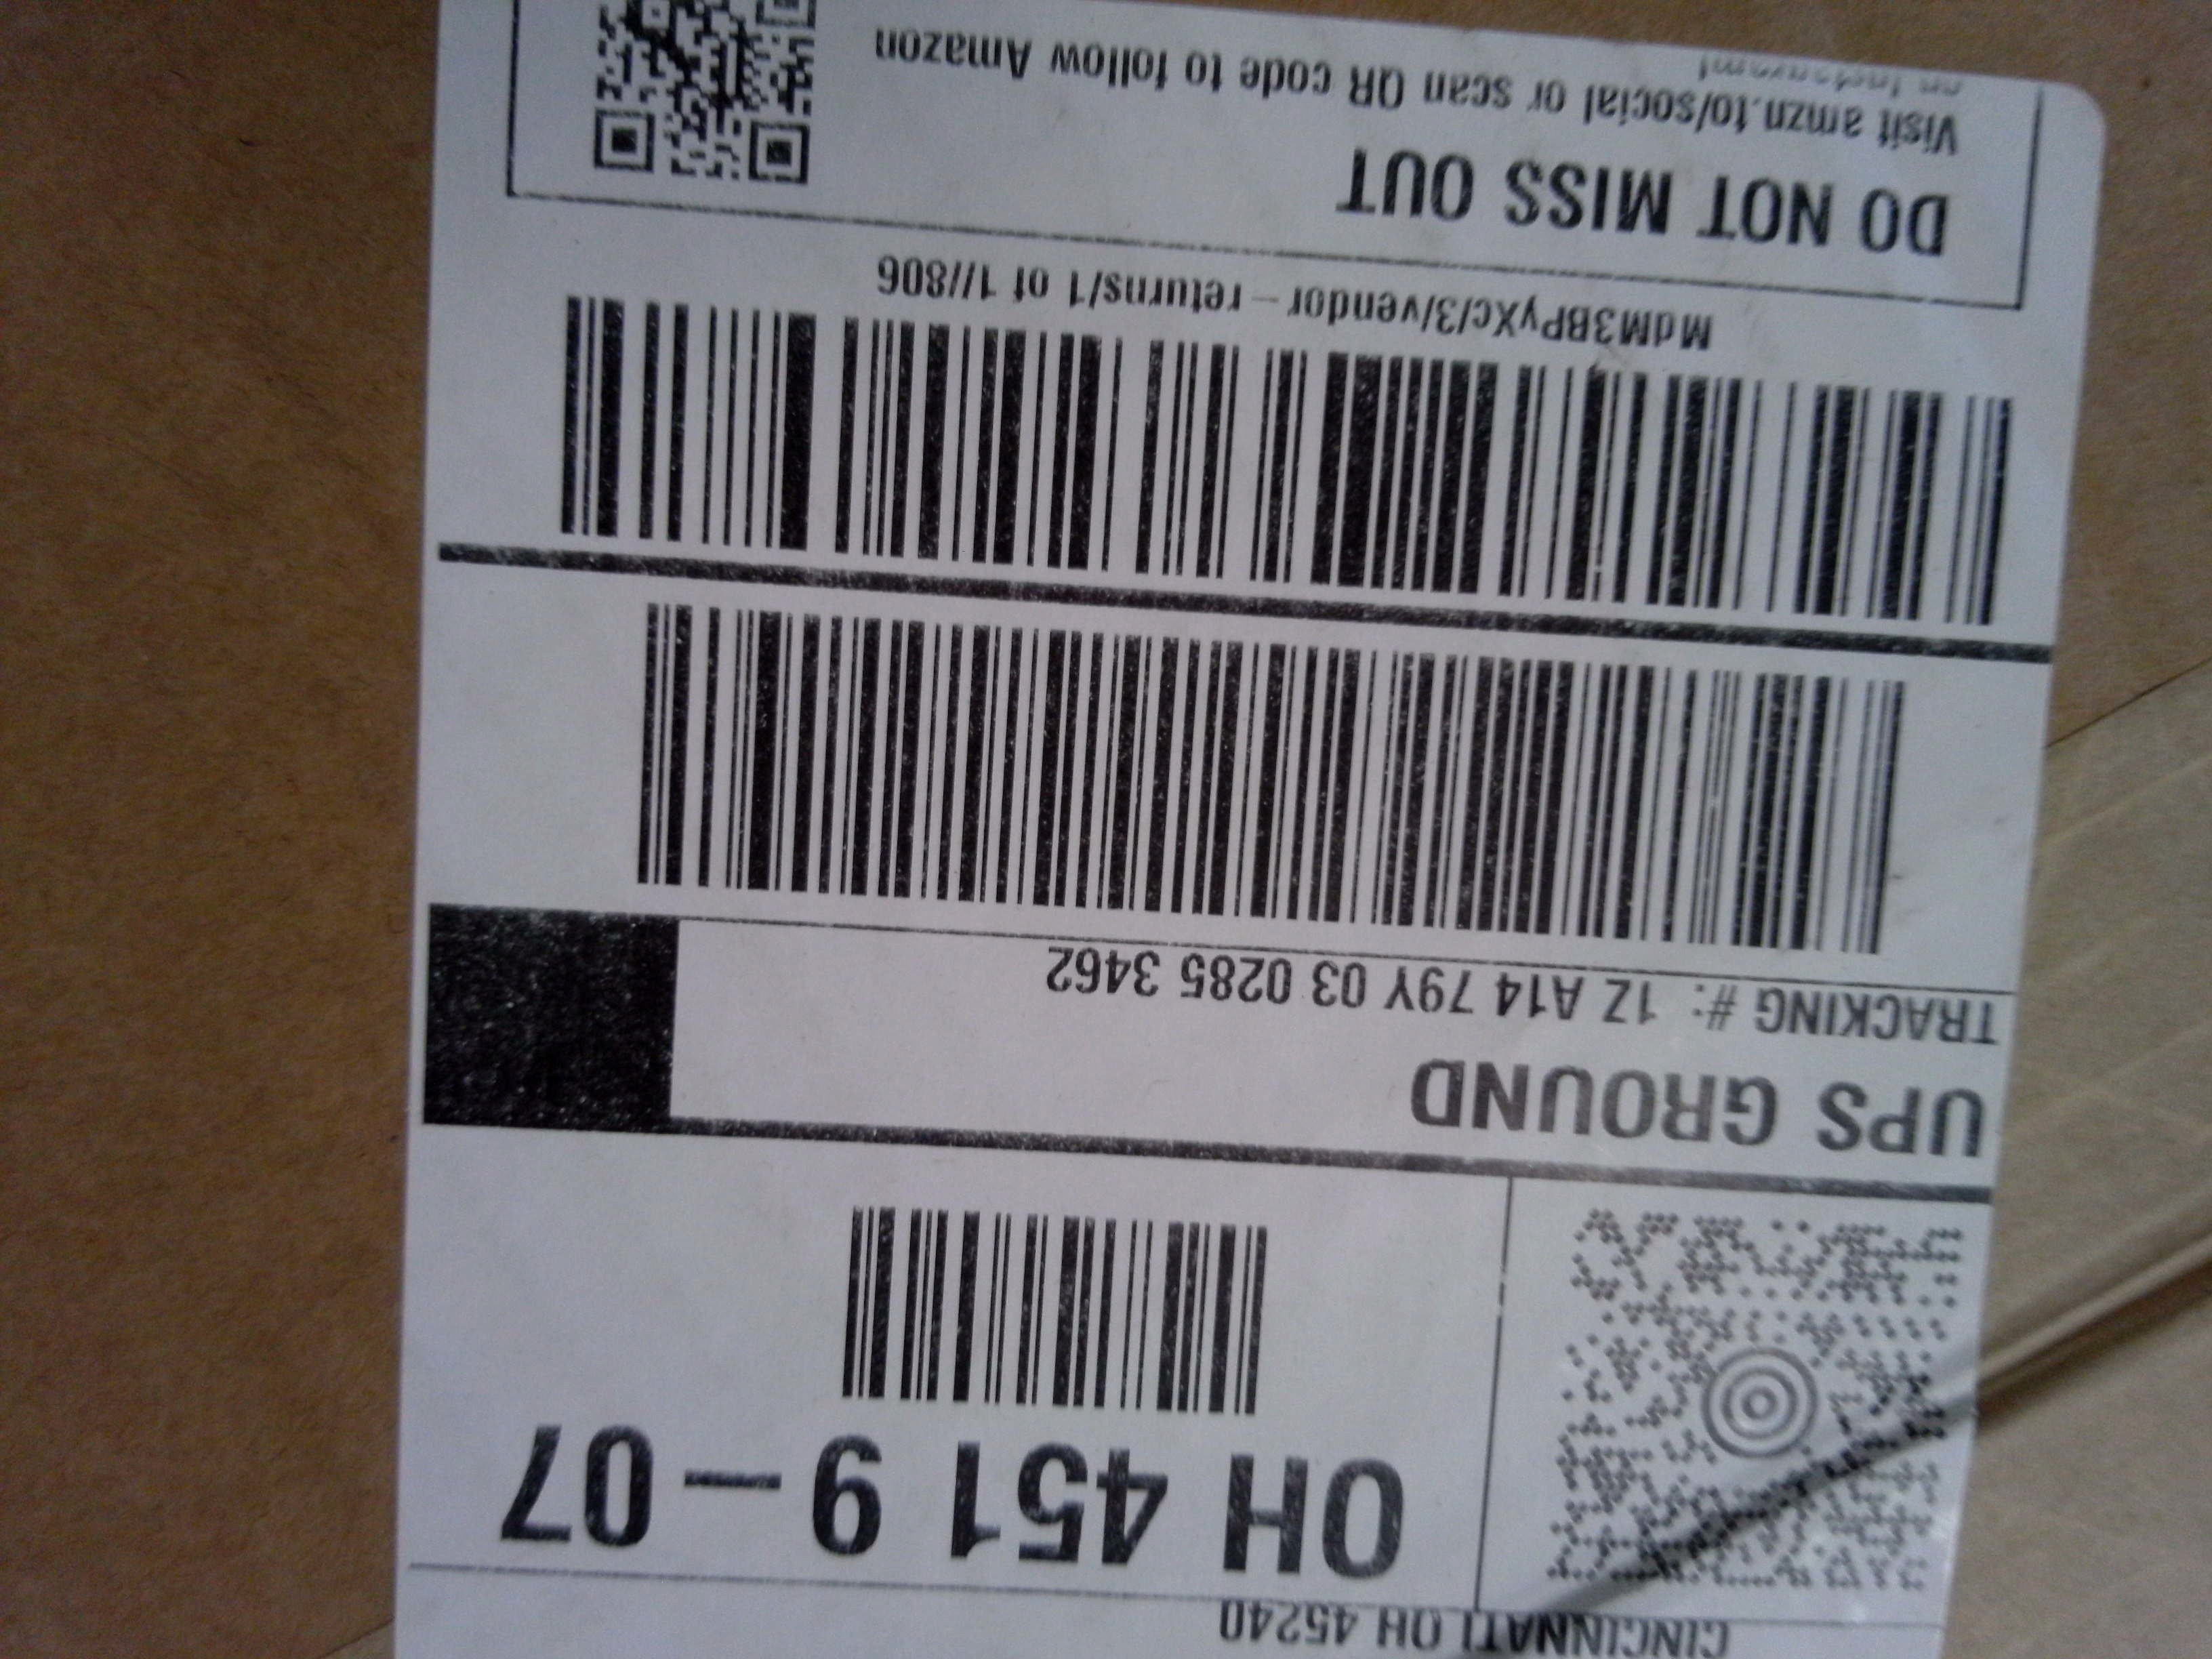 CINCINNATI OH 45240
OH 451 9-07
UPS GROUND
TRACKING #: 1Z A14 79Y 03 0285 3462
MdM3BPyXc/3/vendor-returns/1 of 1//806
DO NOT MISS OUT
Visit amzn.to/social or scan QR code to follow Amazon
on Instagram!